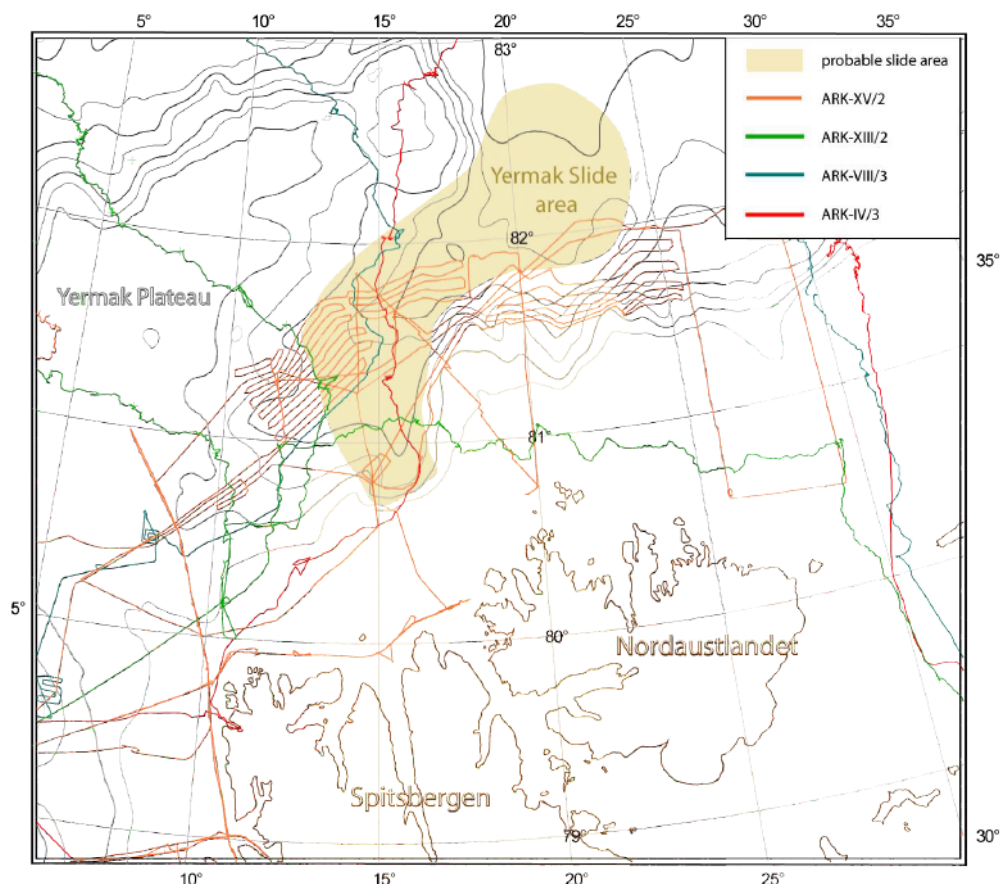 5°
10°
15°
20°
25°
30°
35°
83°
probable slide area
ARK-XV/2
ARK-XIII/2
ARK-VIII/3
ARK-IV/3
Yermak Slide
area
82°
35°
Yermak Plateau
81°
5°
80°
Nordaustlandet
Spitsbergen
79°
30°
10°
15°
20°
25°